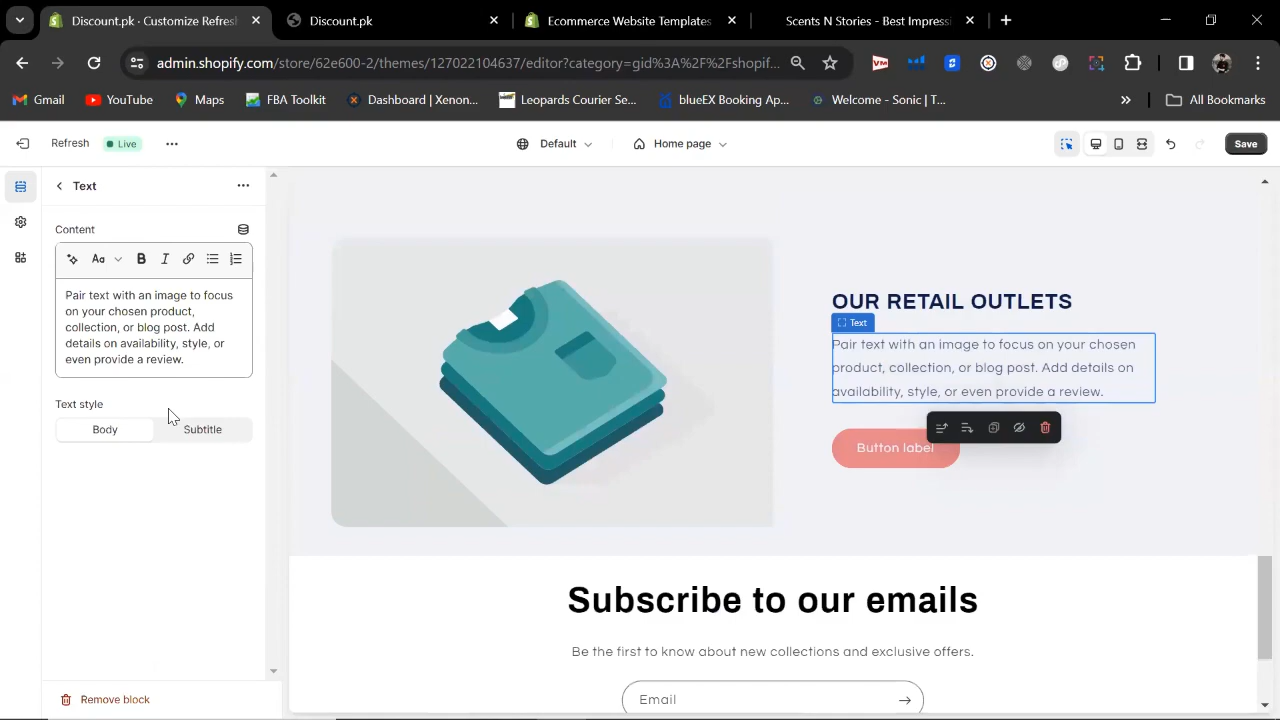 Discount.pk · Customize Refresh
Discount.pk
Ecommerce Website Templates
Scents N Stories - Best Impressi
admin.shopify.com/store/62e600-2/themes/127022104637/editor?category=gid%3A%2F%2Fshopif...
Gmail
YouTube
Maps
FBA Toolkit
Dashboard | Xenon...
Leopards Courier Se...
blueEX Booking Ap...
Welcome - Sonic | T...
All Bookmarks
Refresh
Live
Default
Home page
Save
Text
Content
Aa
B
I
Pair text with an image to focus
on your chosen product,
collection, or blog post. Add
details on availability, style, or
even provide a review.
Text style
Body
Subtitle
Remove block
OUR RETAIL OUTLETS
Text
Pair text with an image to focus on your chosen
product, collection, or blog post. Add details on
availability, style, or even provide a review.
Button label
Subscribe to our emails
Be the first to know about new collections and exclusive offers.
Email